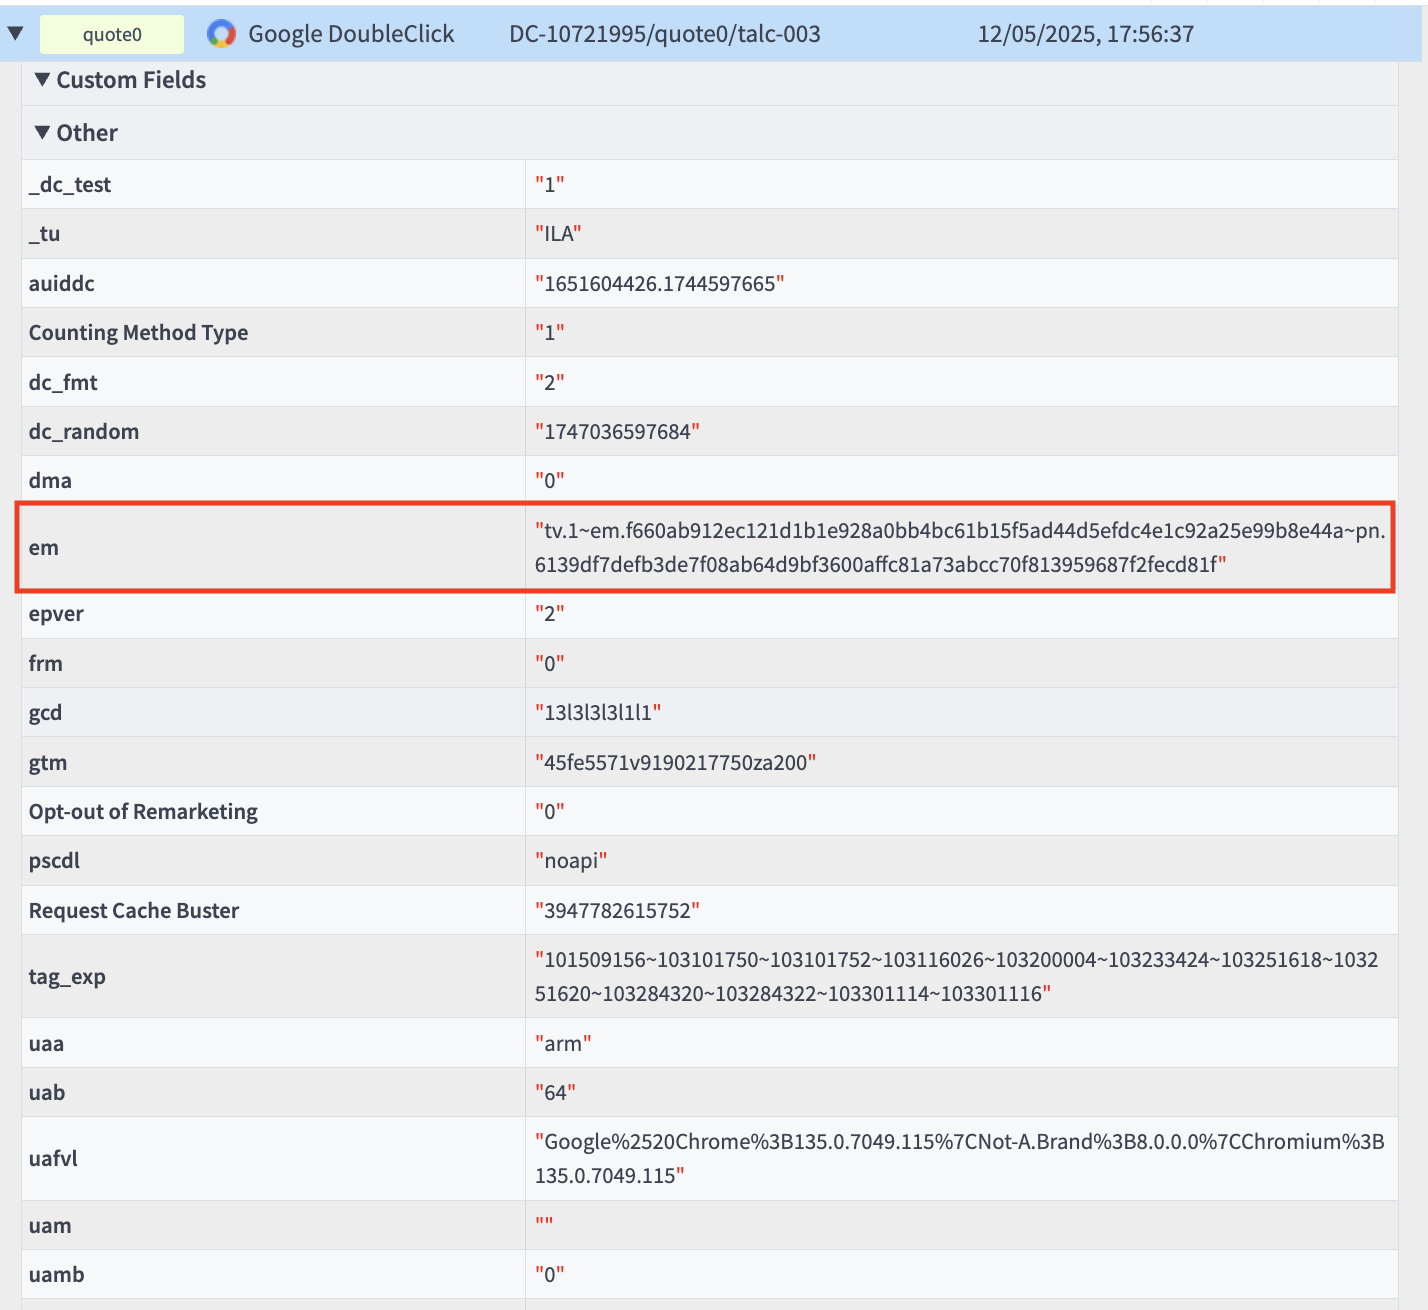 ▼ quote0 Google DoubleClick DC-10721995/quote0/talc-003 12/05/2025, 17:56:37
▼ Custom Fields
▼ Other
_dc_test "1"
_tu "ILA"
auiddc "1651604426.1744597665"
Counting Method Type "1"
dc_fmt "2"
dc_random "1747036597684"
dma "0"
em "tv.1~em.f660ab912ec121d1b1e928a0bb4bc61b15f5ad44d5efdc4e1c92a25e99b8e44a~pn.
6139df7defb3de7f08ab64d9bf3600affc81a73abcc70f813959687f2fecd81f"
epver "2"
frm "0"
gcd "13l3l3l3l1l1"
gtm "45fe5571v9190217750za200"
Opt-out of Remarketing "0"
pscdl "noapi"
Request Cache Buster "3947782615752"
tag_exp "101509156~103101750~103101752~103116026~103200004~103233424~103251618~103
251620~103284320~103284322~103301114~103301116"
uaa "arm"
uab "64"
uafvl "Google%2520Chrome%3B135.0.7049.115%7CNot-A.Brand%3B8.0.0.0%7CChromium%3B
135.0.7049.115"
uam ""
uamb "0"